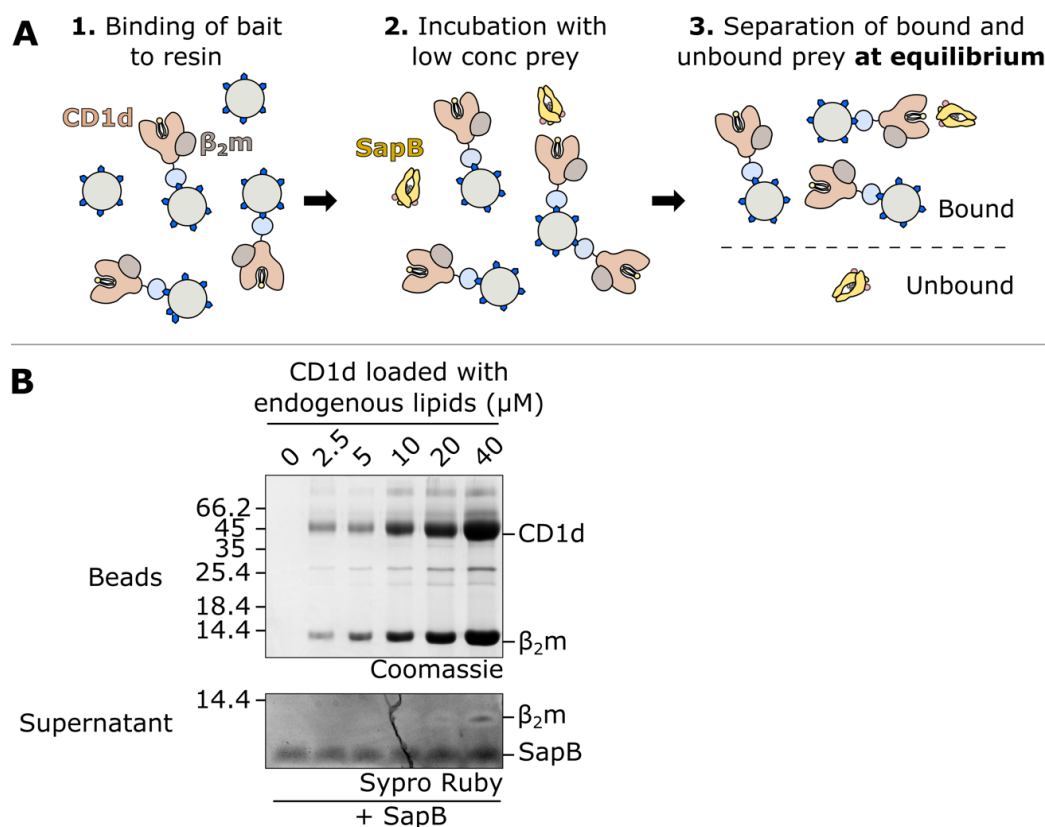 A
1. Binding of bait
to resin
2. Incubation with
low conc prey
3. Separation of bound and
unbound prey at equilibrium
CD1d
β₂m
SapB
Bound
Unbound
B
CD1d loaded with
endogenous lipids (μM)
0 2.5 5 10 20 40
66.2
45
35
25.4
18.4
14.4
Beads
CD1d
β₂m
Coomassie
14.4
Supernatant
β₂m
SapB
Sypro Ruby
+ SapB